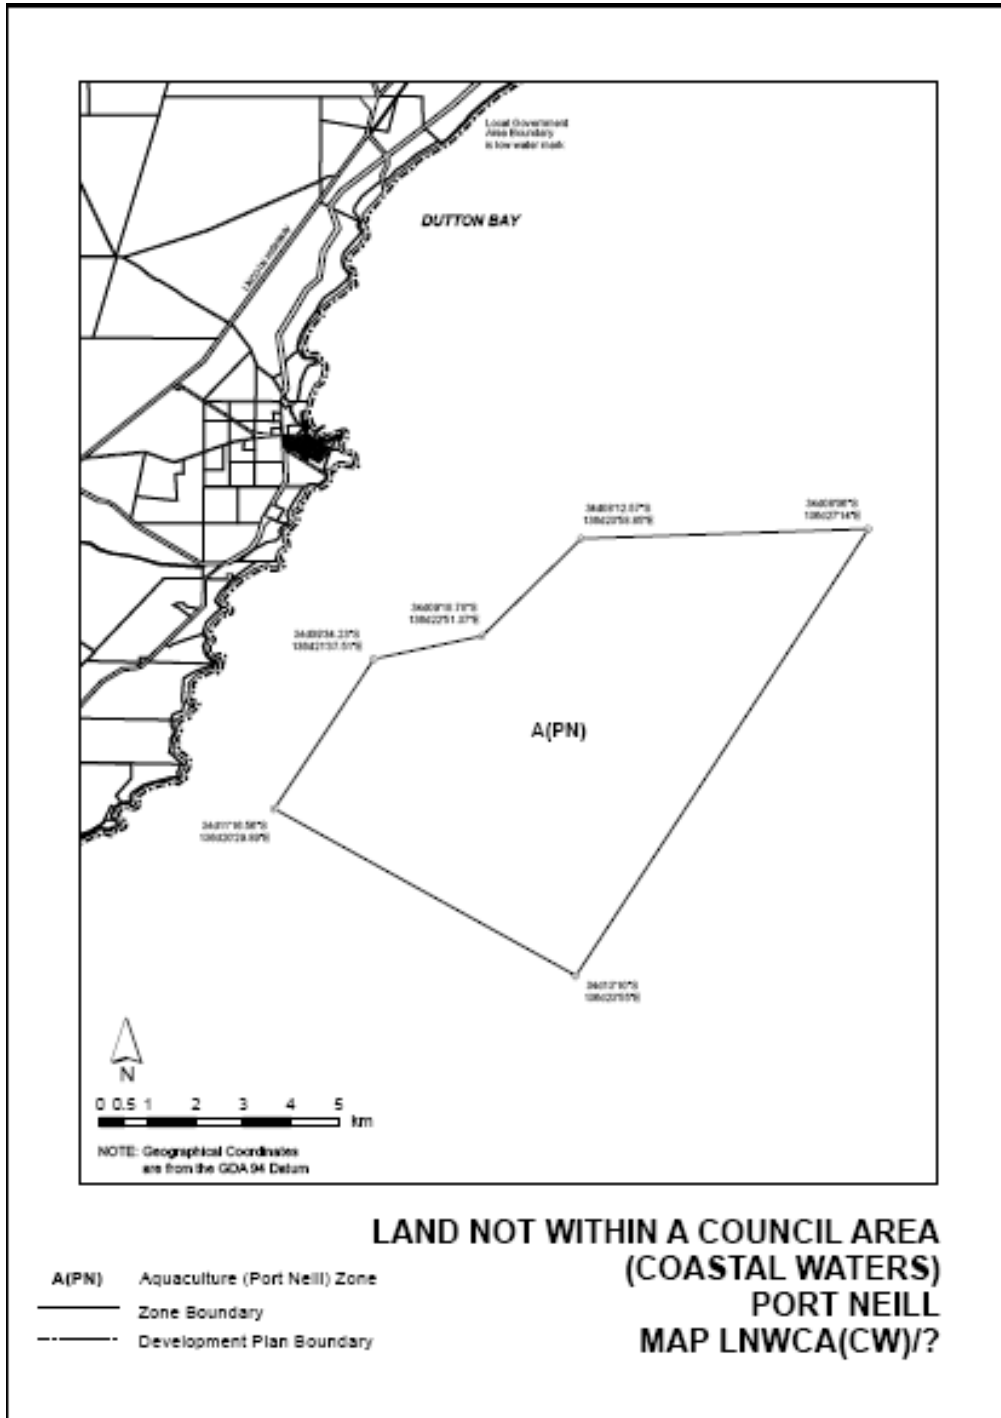 Local Government
Area Boundary
is low water mark
DUTTON BAY
LINCOLN HIGHWAY
A(PN)
N
0 0.5 1 2 3 4 5
km
NOTE: Geographical Coordinates
are from the GDA 94 Datum
LAND NOT WITHIN A COUNCIL AREA
(COASTAL WATERS)
PORT NEILL
MAP LNWCA(CW)/?
A(PN) Aquaculture (Port Neill) Zone
Zone Boundary
Development Plan Boundary